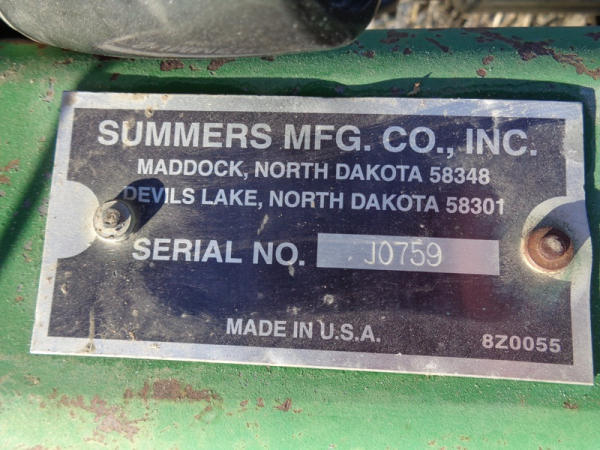 SUMMERS MFG. CO., INC.
MADDOCK, NORTH DAKOTA 58348
DEVILS LAKE, NORTH DAKOTA 58301
SERIAL NO. J0759
MADE IN U.S.A.
8Z0055